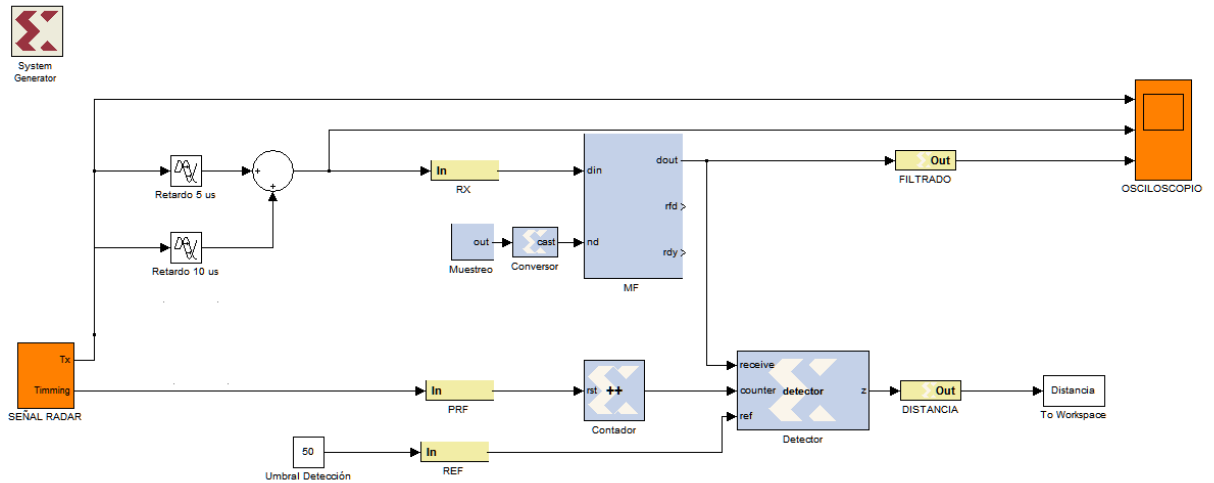 System
Generator
Retardo 5 us
+
+
Retardo 10 us
In
RX
out
Muestreo
cast
Conversor
din
nd
dout
rfd
rdy
MF
Out
FILTRADO
OSCILOSCOPIO
Tx
Timming
SEÑAL RADAR
In
PRF
rst
++
Contador
receive
counter
ref
detector
z
Detector
Out
DISTANCIA
Distancia
To Workspace
50
Umbral Detección
In
REF